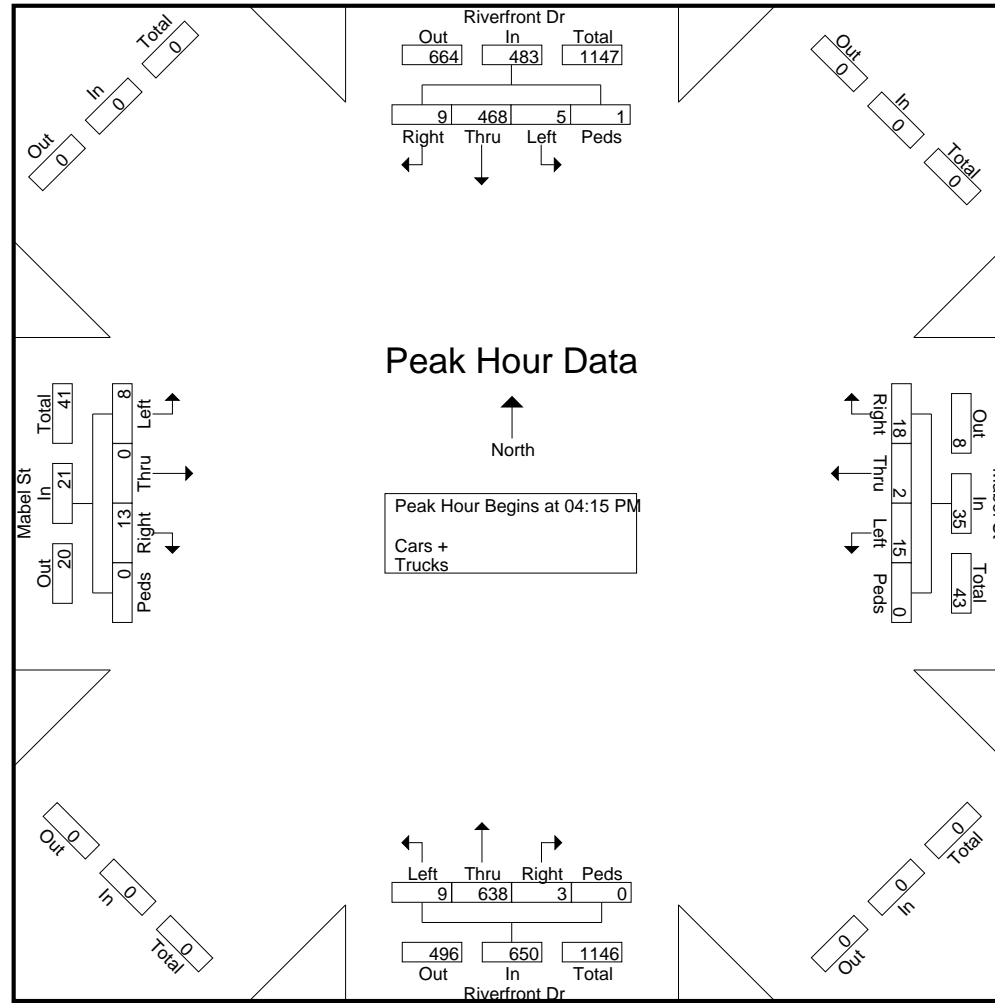 Riverfront Dr
Out In Total
664 483 1147
9 468 5 1
Right Thru Left Peds
Total
0
In
0
Out
0
Out
0
In
0
Total
0
Peak Hour Data
North
Peak Hour Begins at 04:15 PM
Cars +
Trucks
Mabel St
Total In Out
41 21 20
8 0 13 0
Left Thru Right Peds
Right Thru Left Peds
18 2 15 0
Out In Total
8 35 43
Left Thru Right Peds
9 638 3 0
496 650 1146
Out In Total
Riverfront Dr
0
Out
0
In
0
Total
0
Total
0
In
0
Out